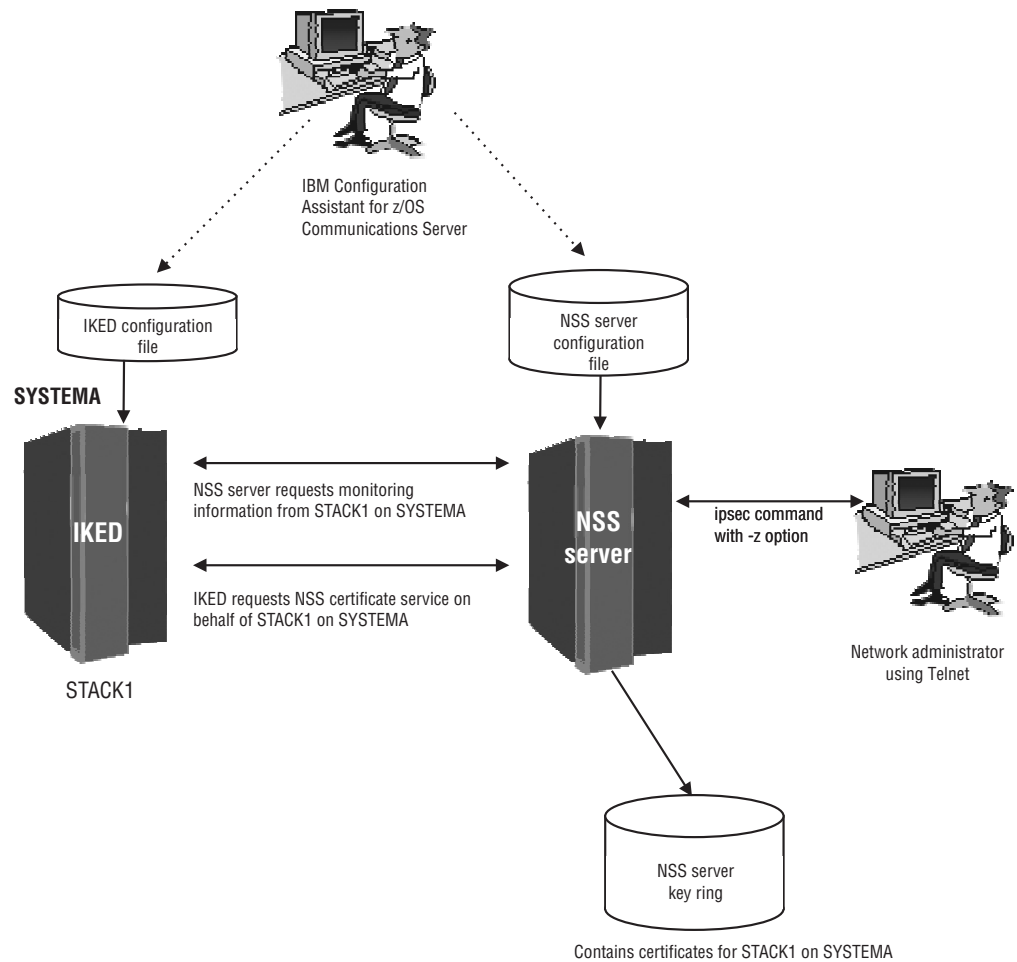 IBM Configuration
Assistant for z/OS
Communications Server
IKED configuration
file
NSS server
configuration
file
SYSTEMA
IKED
NSS server requests monitoring
information from STACK1 on SYSTEMA
IKED requests NSS certificate service on
behalf of STACK1 on SYSTEMA
NSS
server
ipsec command
with -z option
Network administrator
using Telnet
STACK1
NSS server
key ring
Contains certificates for STACK1 on SYSTEMA